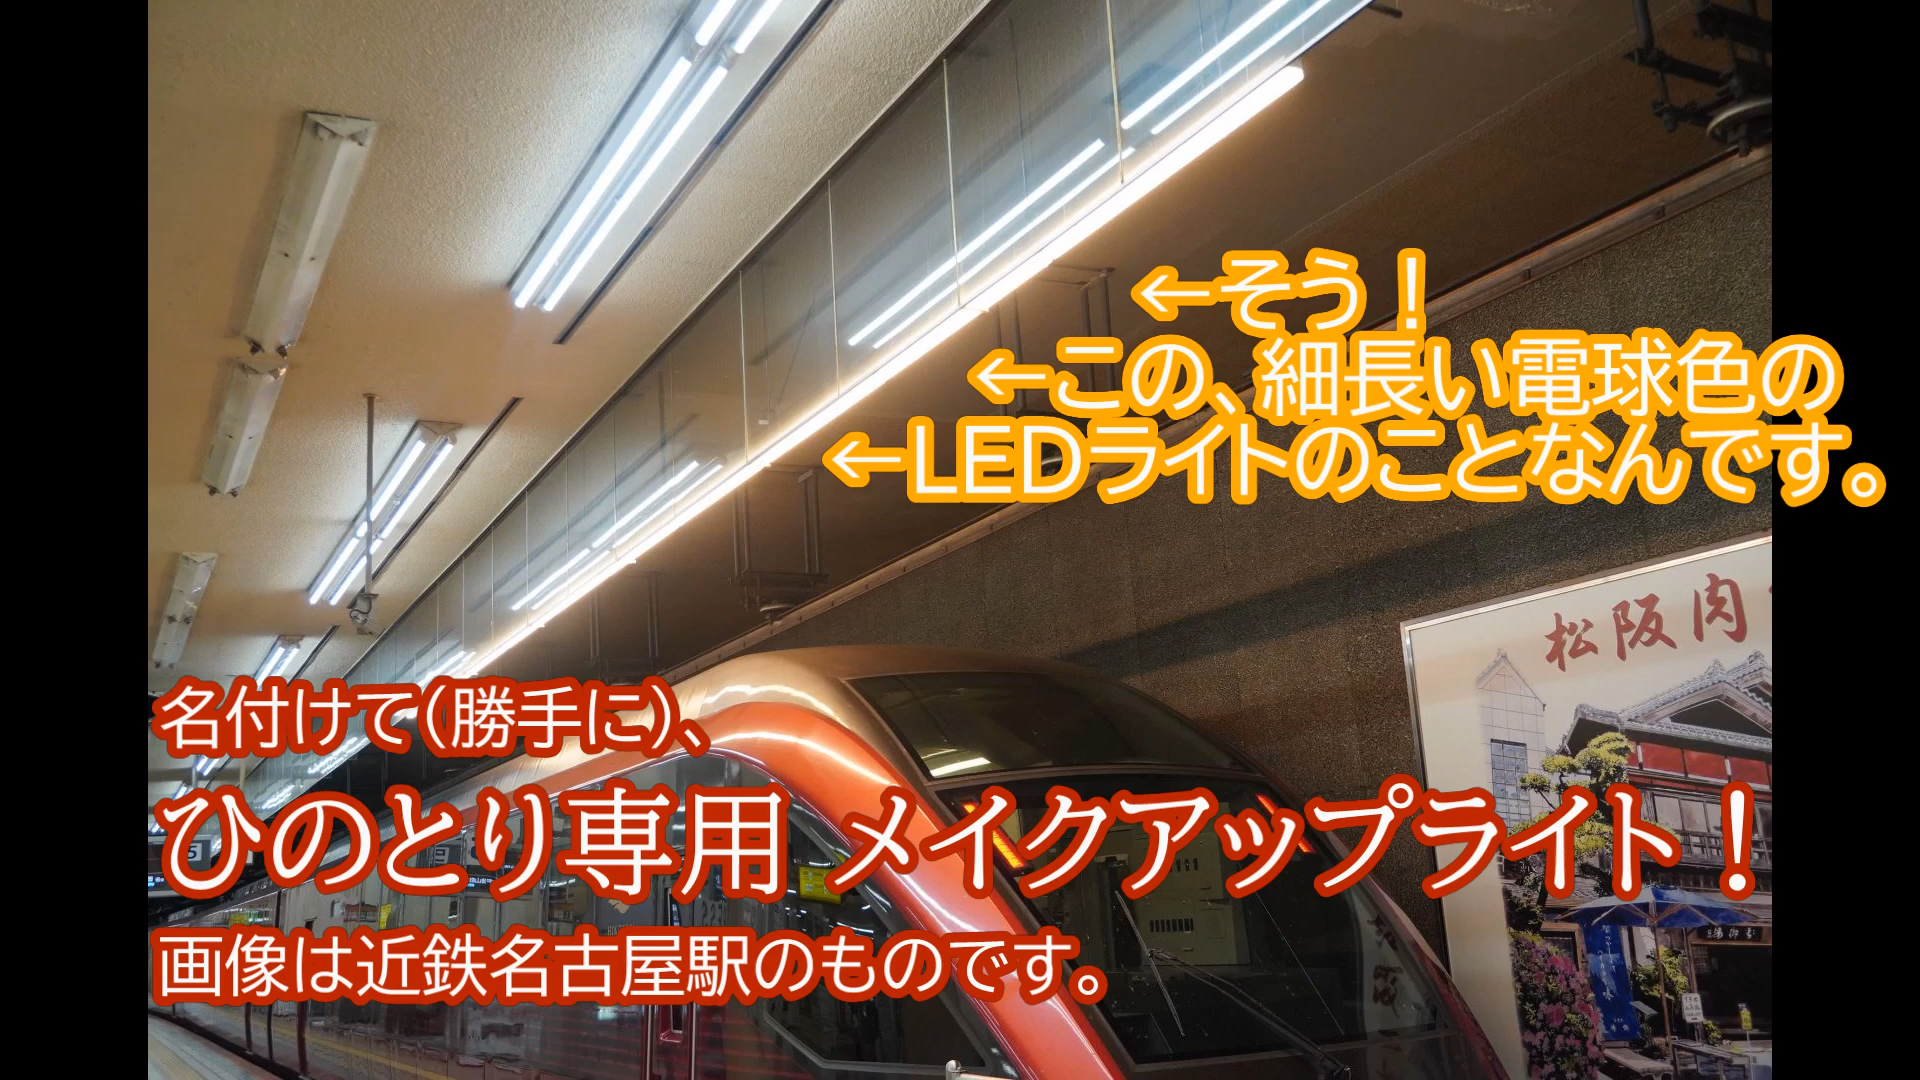 ←そう！
←この、細長い電球色の
←LEDライトのことなんです。
松阪肉
名付けて(勝手に)、
ひのとり専用 メイクアップライト！
画像は近鉄名古屋駅のものです。